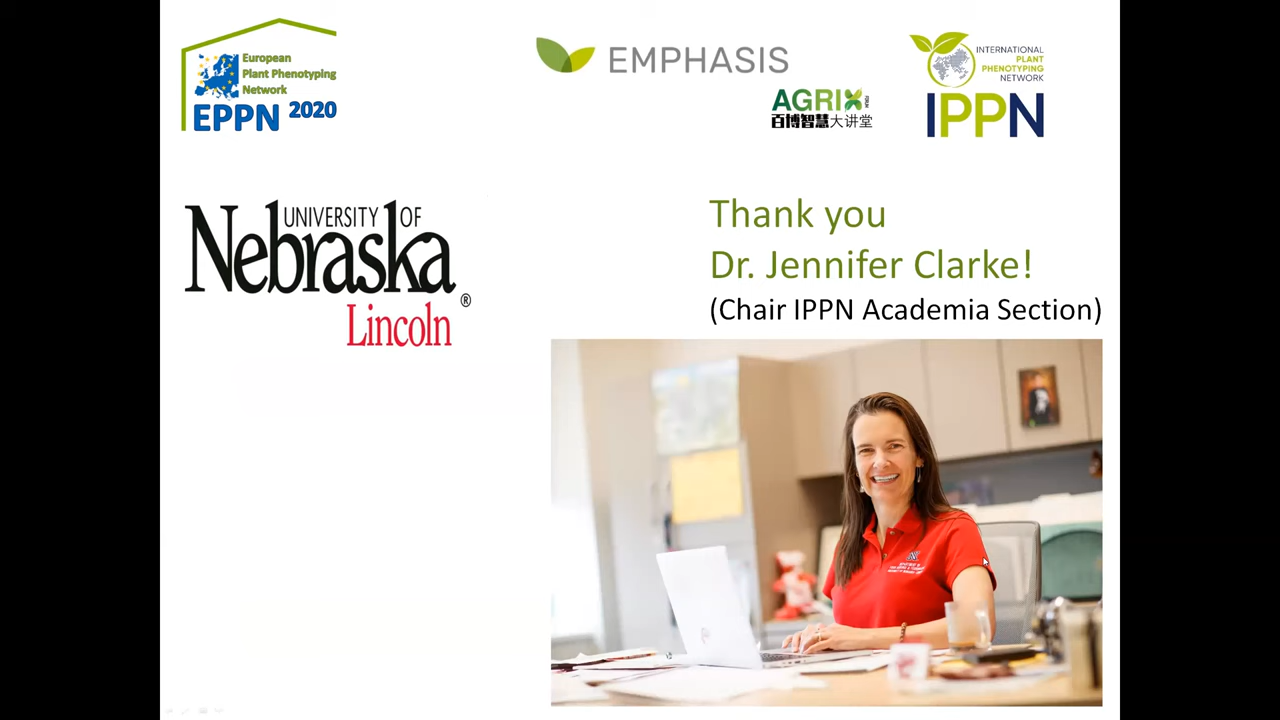 European
Plant Phenotyping
Network
EPPN 2020
EMPHASIS
AGRIX
FORUM
百博智慧大讲堂
INTERNATIONAL
PLANT
PHENOTYPING
NETWORK
IPPN
UNIVERSITY OF
Nebraska
Lincoln®
Thank you
Dr. Jennifer Clarke!
(Chair IPPN Academia Section)